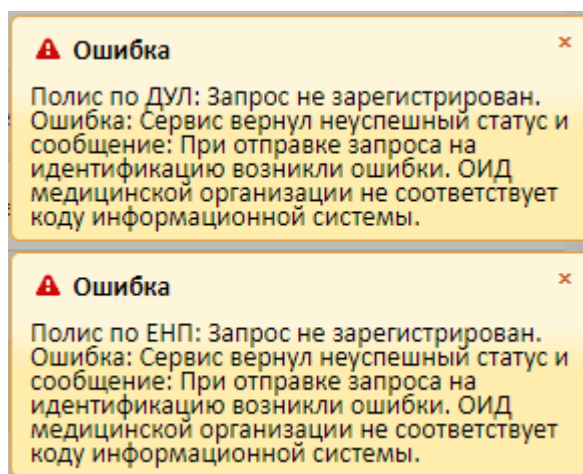 Ошибка
×
Полис по ДУЛ: Запрос не зарегистрирован.
Ошибка: Сервис вернул неуспешный статус и
сообщение: При отправке запроса на
идентификацию возникли ошибки. ОИД
медицинской организации не соответствует
коду информационной системы.
Ошибка
×
Полис по ЕНП: Запрос не зарегистрирован.
Ошибка: Сервис вернул неуспешный статус и
сообщение: При отправке запроса на
идентификацию возникли ошибки. ОИД
медицинской организации не соответствует
коду информационной системы.